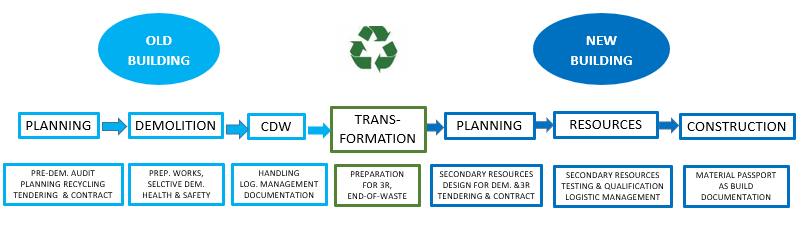 OLD
BUILDING
NEW
BUILDING
PLANNING
DEMOLITION
CDW
TRANS-
FORMATION
PLANNING
RESOURCES
CONSTRUCTION
PRE-DEM. AUDIT
PLANNING RECYCLING
TENDERING & CONTRACT
PREP. WORKS,
SELCTIVE DEM.
HEALTH & SAFETY
HANDLING
LOG. MANAGEMENT
DOCUMENTATION
PREPARATION
FOR 3R,
END-OF-WASTE
SECONDARY RESOURCES
DESIGN FOR DEM. &3R
TENDERING & CONTRACT
SECONDARY RESOURCES
TESTING & QUALIFICATION
LOGISTIC MANAGEMENT
MATERIAL PASSPORT
AS BUILD
DOCUMENTATION